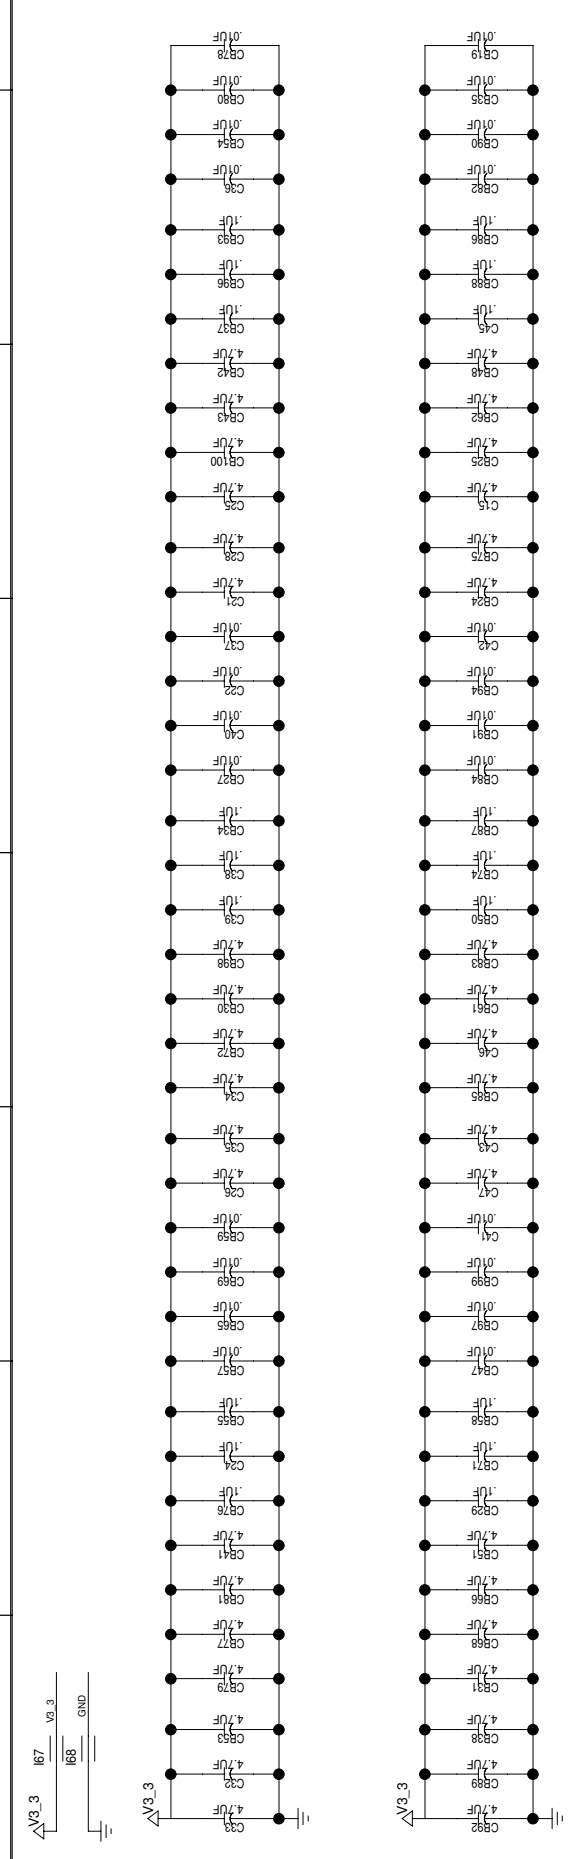 .01UF
CB78
.01UF
CB80
.01UF
CB54
.01UF
C36
.1UF
CB93
.1UF
CB96
.1UF
CB37
4.7UF
CB42
4.7UF
CB43
4.7UF
CB100
4.7UF
C25
4.7UF
C28
4.7UF
C21
.01UF
C37
.01UF
C22
.01UF
C40
.01UF
CB27
.1UF
CB34
.1UF
C38
.1UF
C39
4.7UF
CB98
4.7UF
CB30
4.7UF
CB72
4.7UF
C34
4.7UF
C35
4.7UF
C26
.01UF
CB59
.01UF
CB69
.01UF
CB65
.01UF
CB57
.1UF
CB55
.1UF
C24
.1UF
CB76
4.7UF
CB41
4.7UF
CB81
4.7UF
CB77
4.7UF
CB79
4.7UF
CB53
4.7UF
C32
4.7UF
C33
V3_3
.01UF
CB19
.01UF
CB35
.01UF
CB90
.01UF
CB82
.1UF
CB86
.1UF
CB88
.1UF
C45
4.7UF
CB48
4.7UF
CB62
4.7UF
CB25
4.7UF
C15
4.7UF
CB75
4.7UF
CB24
.01UF
C42
.01UF
CB94
.01UF
CB91
.01UF
CB84
.1UF
CB87
.1UF
CB74
.1UF
CB50
4.7UF
CB83
4.7UF
CB61
4.7UF
C46
4.7UF
CB85
4.7UF
C43
4.7UF
C47
.01UF
C41
.01UF
CB99
.01UF
CB97
.01UF
CB47
.1UF
CB58
.1UF
CB71
.1UF
CB29
4.7UF
CB51
4.7UF
CB66
4.7UF
CB68
4.7UF
CB31
4.7UF
CB38
4.7UF
CB89
4.7UF
CB92
V3_3
V3_3
I67
V3_3
I68
GND